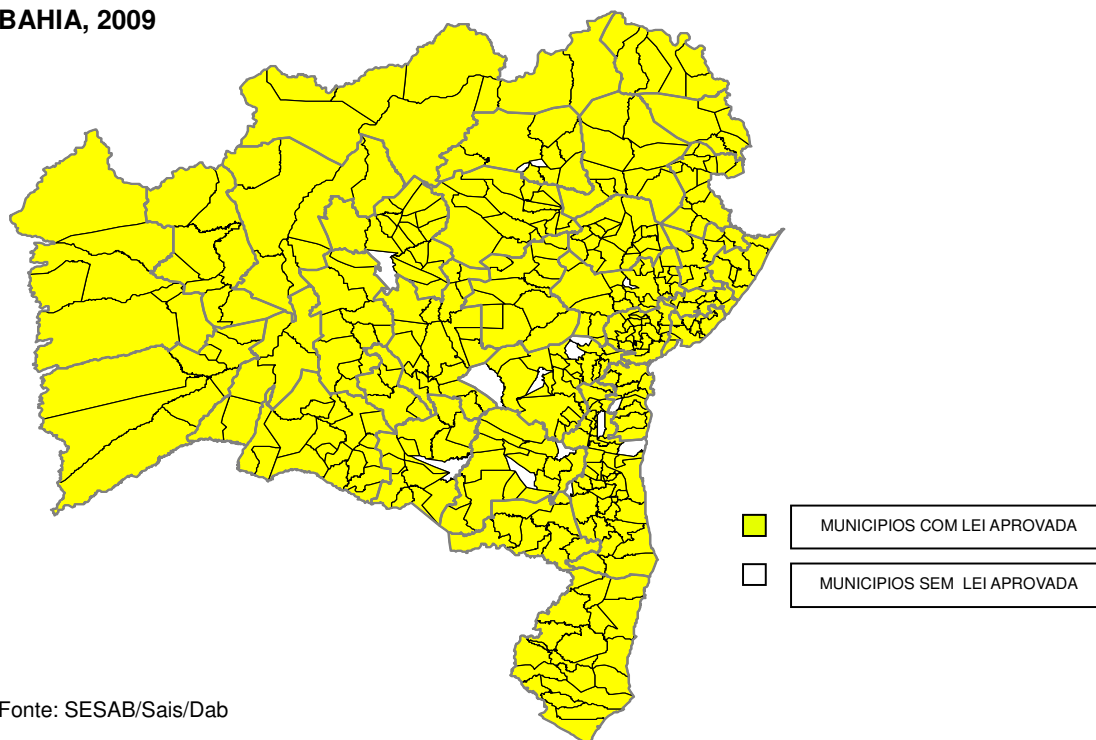 BAHIA, 2009
MUNICIPIOS COM LEI APROVADA
MUNICIPIOS SEM LEI APROVADA
Fonte: SESAB/Sais/Dab